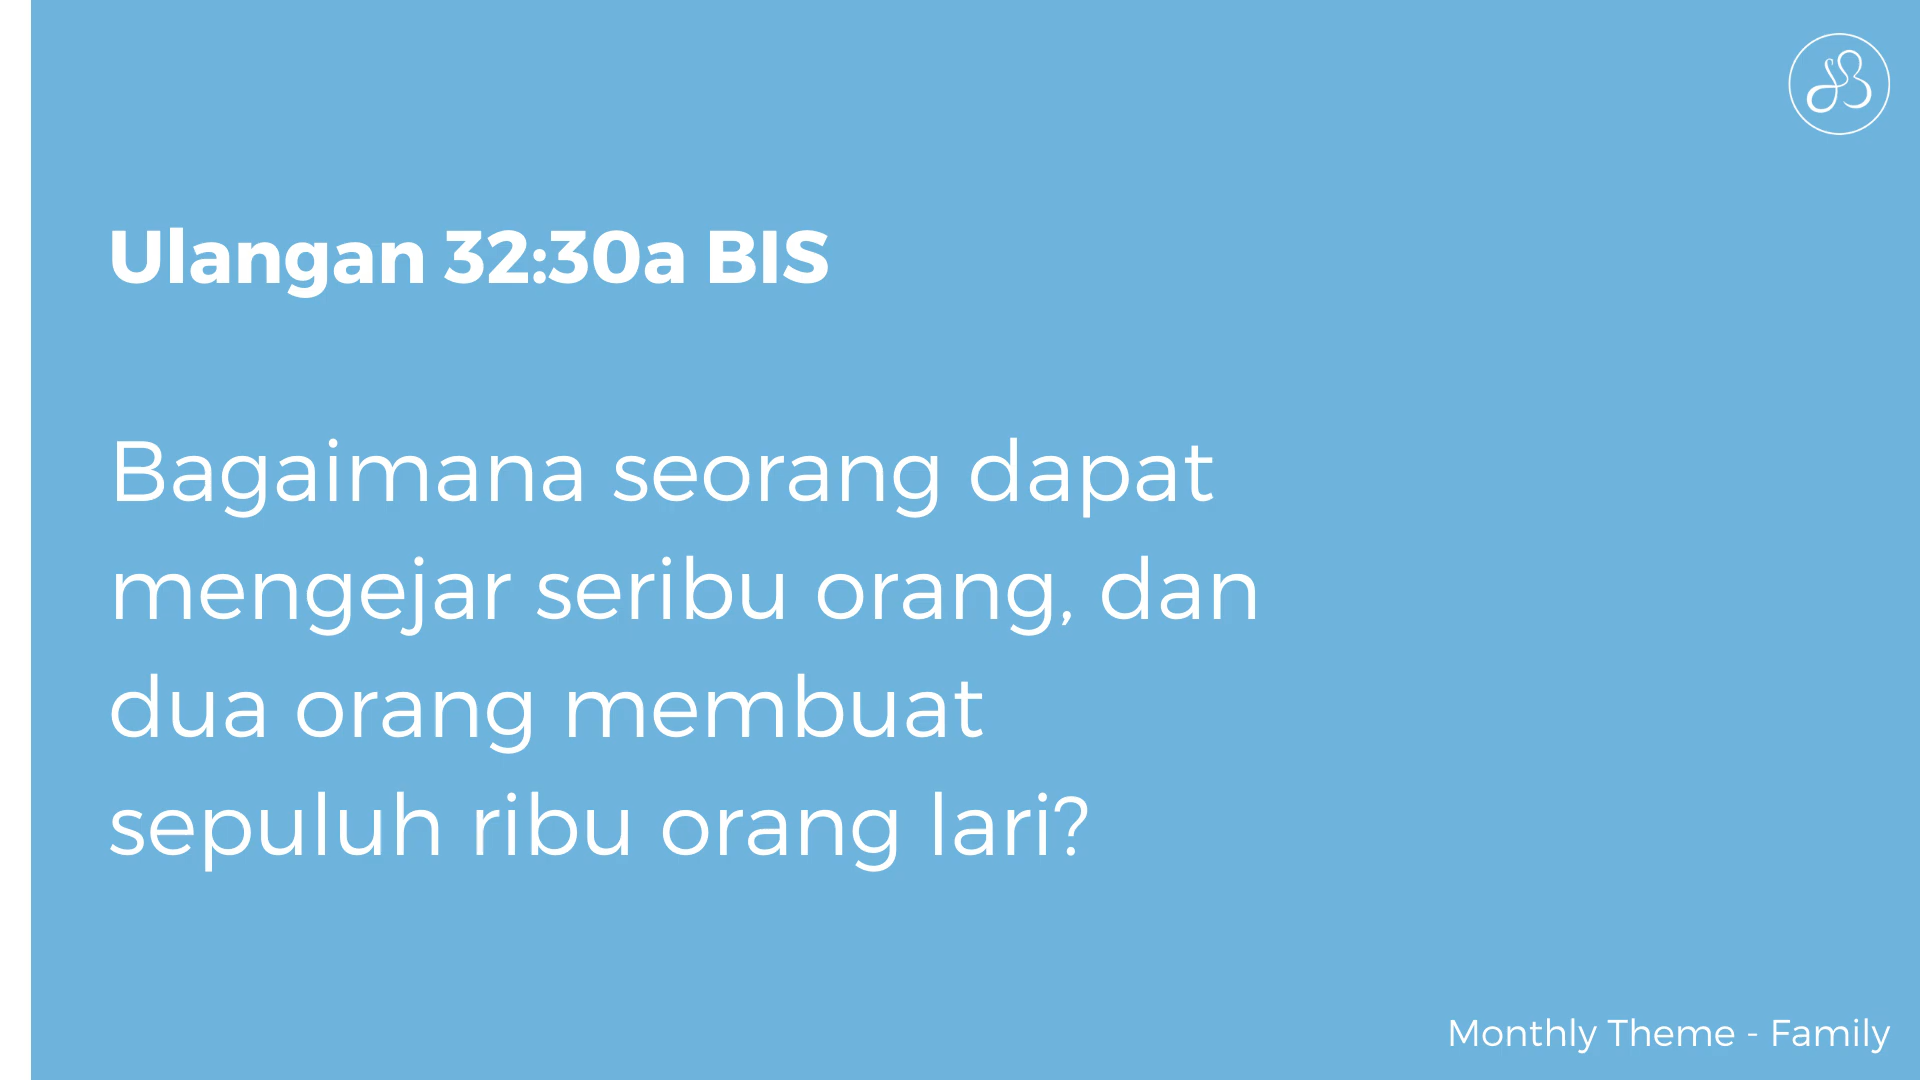 Ulangan 32:30a BIS
Bagaimana seorang dapat
mengejar seribu orang, dan
dua orang membuat
sepuluh ribu orang lari?
Monthly Theme - Family